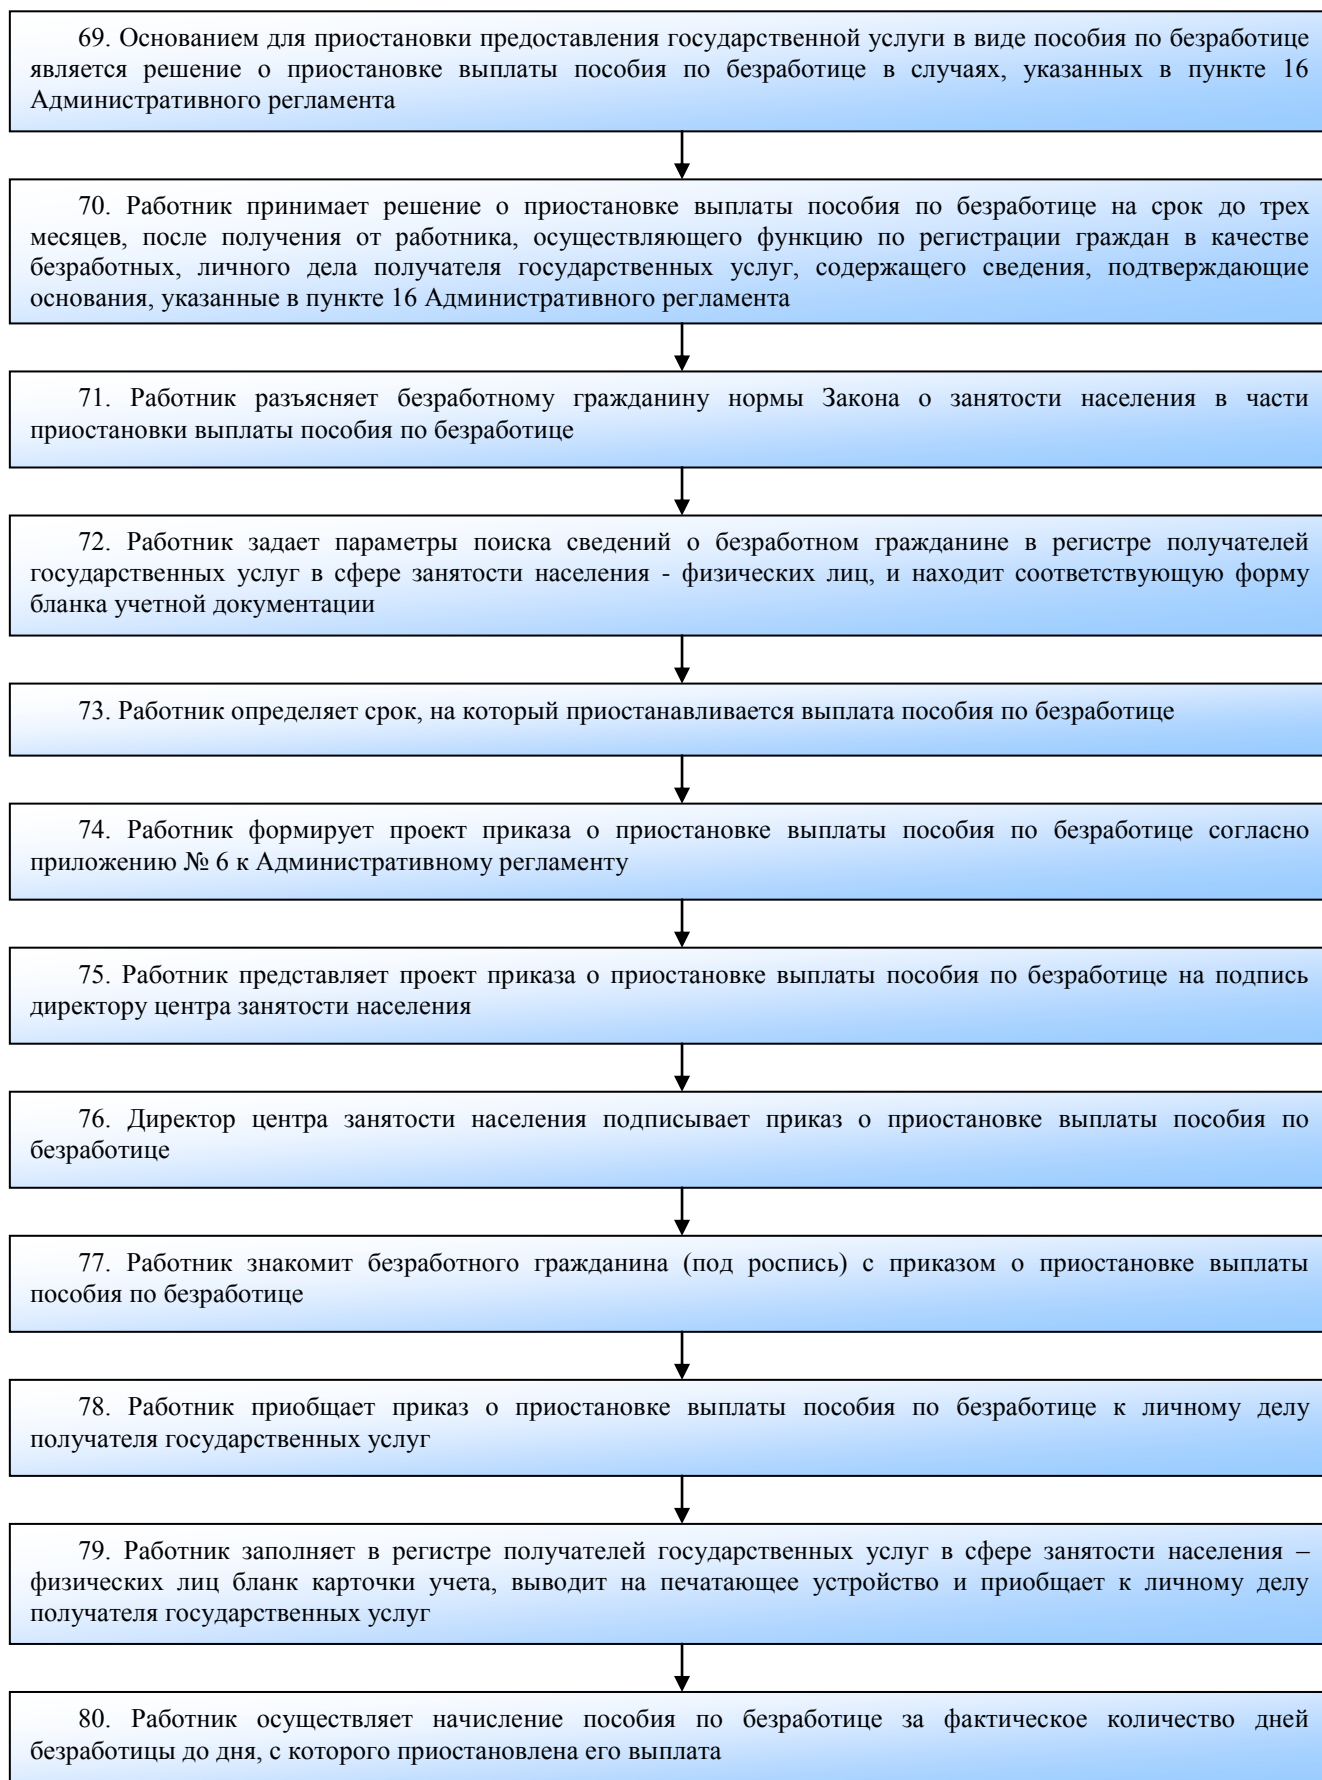 69. Основанием для приостановки предоставления государственной услуги в виде пособия по безработице
является решение о приостановке выплаты пособия по безработице в случаях, указанных в пункте 16
Административного регламента
70. Работник принимает решение о приостановке выплаты пособия по безработице на срок до трех
месяцев, после получения от работника, осуществляющего функцию по регистрации граждан в качестве
безработных, личного дела получателя государственных услуг, содержащего сведения, подтверждающие
основания, указанные в пункте 16 Административного регламента
71. Работник разъясняет безработному гражданину нормы Закона о занятости населения в части
приостановки выплаты пособия по безработице
72. Работник задает параметры поиска сведений о безработном гражданине в регистре получателей
государственных услуг в сфере занятости населения - физических лиц, и находит соответствующую форму
бланка учетной документации
73. Работник определяет срок, на который приостанавливается выплата пособия по безработице
74. Работник формирует проект приказа о приостановке выплаты пособия по безработице согласно
приложению № 6 к Административному регламенту
75. Работник представляет проект приказа о приостановке выплаты пособия по безработице на подпись
директору центра занятости населения
76. Директор центра занятости населения подписывает приказ о приостановке выплаты пособия по
безработице
77. Работник знакомит безработного гражданина (под роспись) с приказом о приостановке выплаты
пособия по безработице
78. Работник приобщает приказ о приостановке выплаты пособия по безработице к личному делу
получателя государственных услуг
79. Работник заполняет в регистре получателей государственных услуг в сфере занятости населения –
физических лиц бланк карточки учета, выводит на печатающее устройство и приобщает к личному делу
получателя государственных услуг
80. Работник осуществляет начисление пособия по безработице за фактическое количество дней
безработицы до дня, с которого приостановлена его выплата